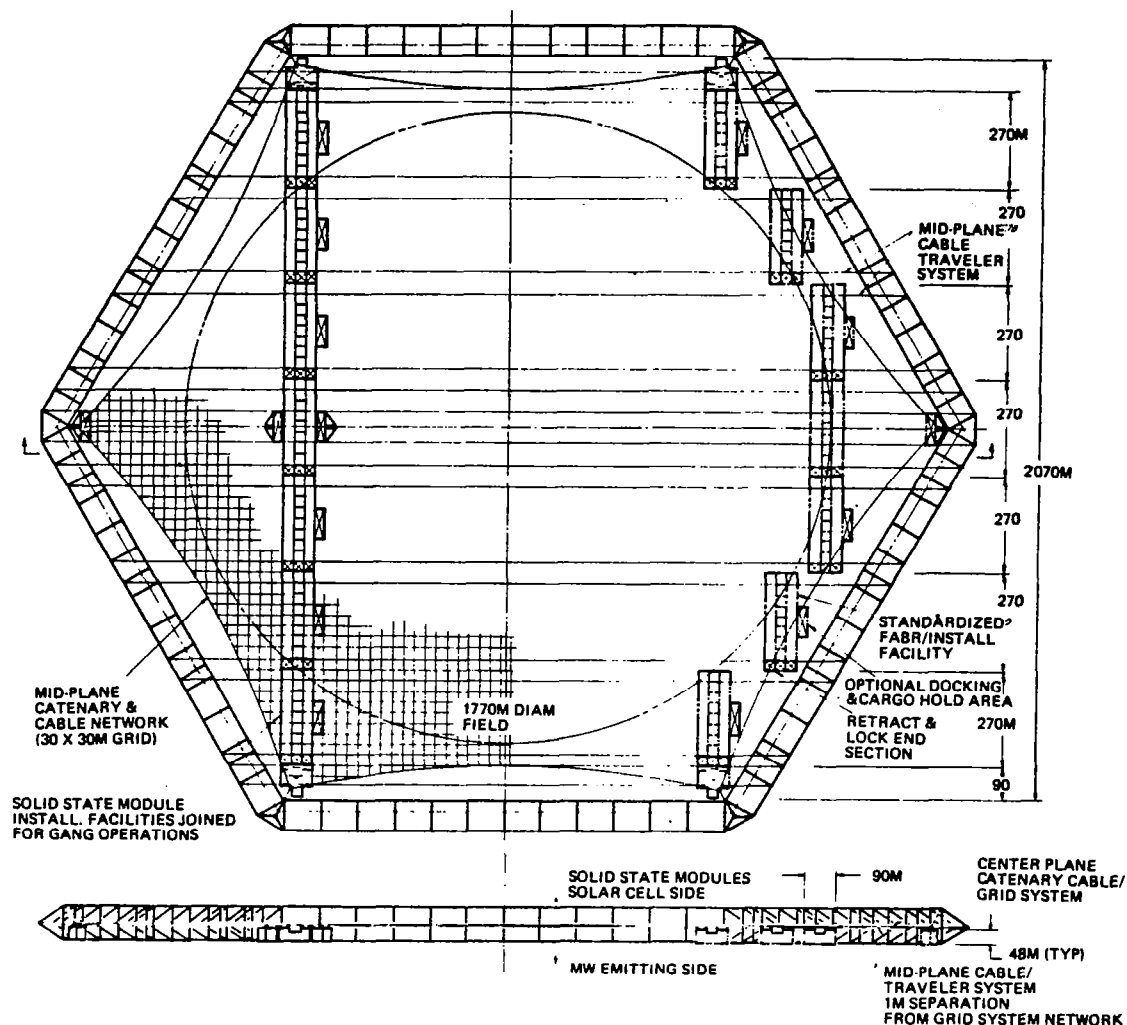 270M
270
MID-PLANE
CABLE
TRAVELER
SYSTEM
270
270
2070M
270
270
STANDARDIZED
FABR/INSTALL
FACILITY
OPTIONAL DOCKING
& CARGO HOLD AREA
270M
RETRACT &
LOCK END
SECTION
90
MID-PLANE
CATENARY &
CABLE NETWORK
(30 X 30M GRID)
1770M DIAM
FIELD
SOLID STATE MODULE
INSTALL. FACILITIES JOINED
FOR GANG OPERATIONS
SOLID STATE MODULES
SOLAR CELL SIDE
90M
CENTER PLANE
CATENARY CABLE/
GRID SYSTEM
48M (TYP)
MW EMITTING SIDE
MID-PLANE CABLE/
TRAVELER SYSTEM
1M SEPARATION
FROM GRID SYSTEM NETWORK